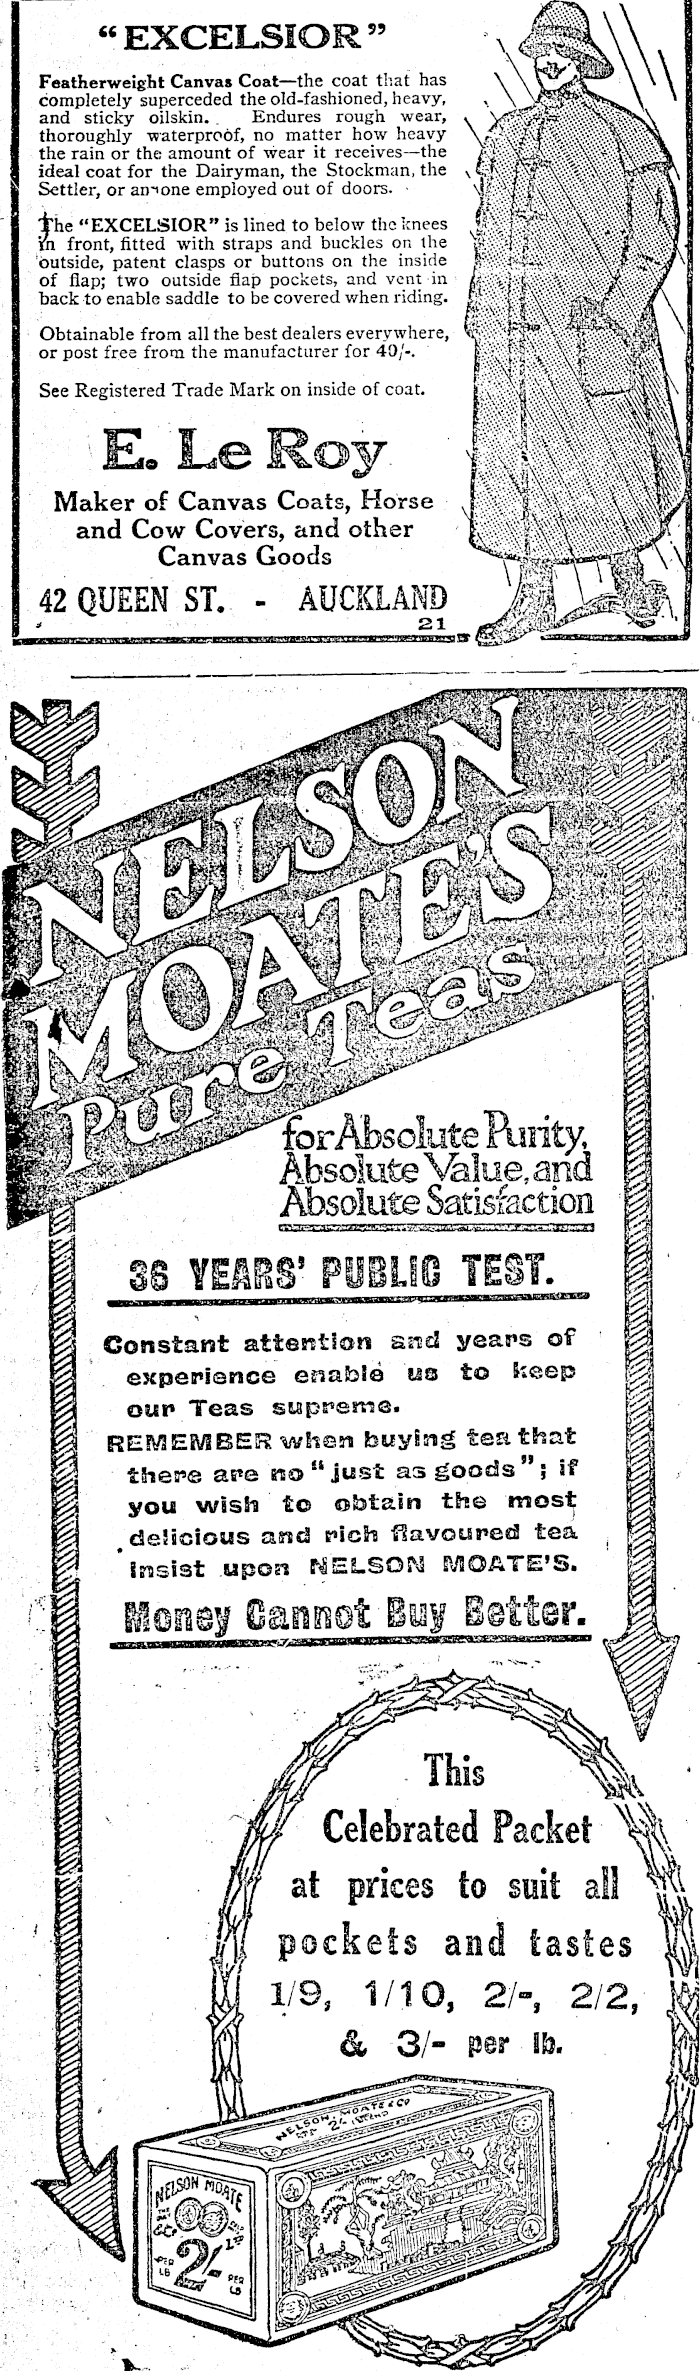 “EXCELSIOR”
Featherweight Canvas Coat—the coat that has
completely superceded the old-fashioned, heavy,
and sticky oilskin. Endures rough wear,
thoroughly waterproof, no matter how heavy
the rain or the amount of wear it receives—the
ideal coat for the Dairyman, the Stockman, the
Settler, or anyone employed out of doors.
The “EXCELSIOR” is lined to below the knees
in front, fitted with straps and buckles on the
outside, patent clasps or buttons on the inside
of flap; two outside flap pockets, and vent in
back to enable saddle to be covered when riding.
Obtainable from all the best dealers everywhere,
or post free from the manufacturer for 40/-.
See Registered Trade Mark on inside of coat.
E. Le Roy
Maker of Canvas Coats, Horse
and Cow Covers, and other
Canvas Goods
42 QUEEN ST. - AUCKLAND
21
NELSON
MOATE'S
Pure Teas
for Absolute Purity,
Absolute Value, and
Absolute Satisfaction
36 YEARS' PUBLIC TEST.
Constant attention and years of
experience enable us to keep
our Teas supreme.
REMEMBER when buying tea that
there are no “just as goods”; if
you wish to obtain the most
delicious and rich flavoured tea
insist upon NELSON MOATE'S.
Money Cannot Buy Better.
This
Celebrated Packet
at prices to suit all
pockets and tastes
1/9, 1/10, 2/-, 2/2,
& 3/- per lb.
NELSON, MOATE & Co
NELSON MOATE
& Co LTD
2/-
PER LB
PER LB